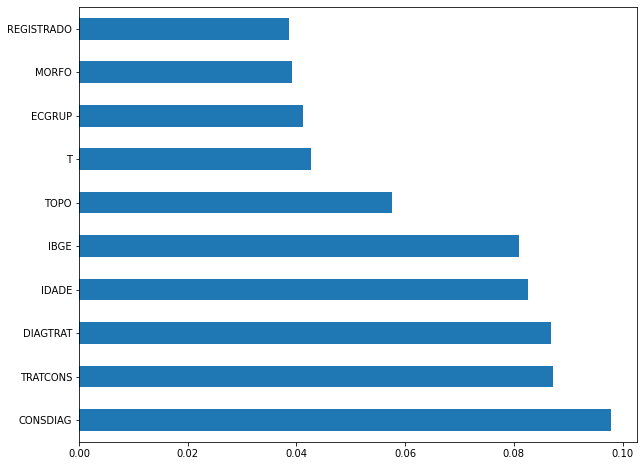 REGISTRADO
MORFO
ECGRUP
T
TOPO
IBGE
IDADE
DIAGTRAT
TRATCONS
CONSDIAG
0.00 0.02 0.04 0.06 0.08 0.10